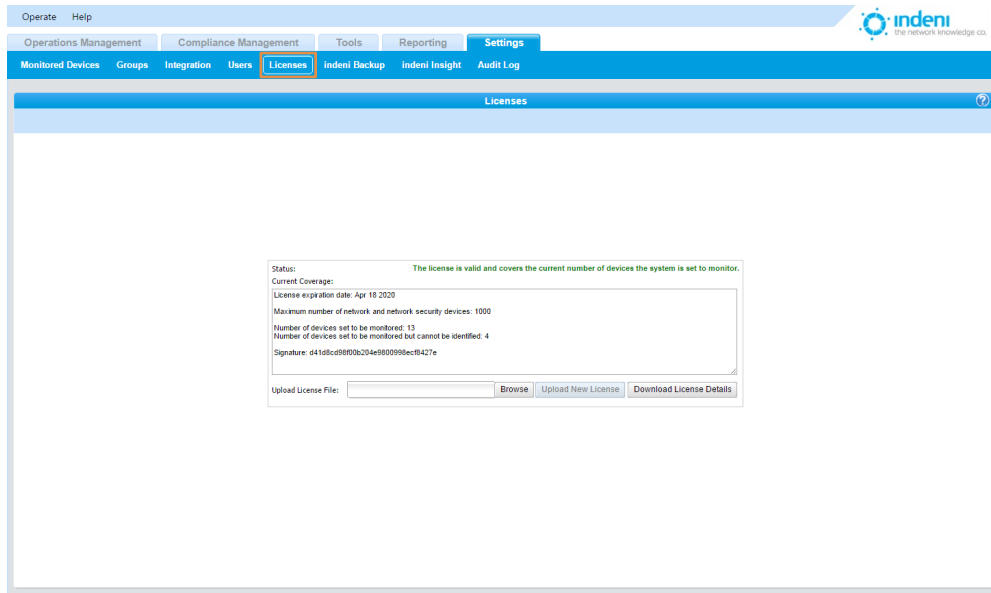 Operate Help
indeni
the network knowledge co.
Operations Management Compliance Management Tools Reporting Settings
Monitored Devices Groups Integration Users Licenses indeni Backup indeni Insight Audit Log
Licenses ?
Status: The license is valid and covers the current number of devices the system is set to monitor.
Current Coverage:
License expiration date: Apr 18 2020
Maximum number of network and network security devices: 1000
Number of devices set to be monitored: 13
Number of devices set to be monitored but cannot be identified: 4
Signature: d41d8cd98f00b204e9800998ecf8427e
Upload License File: Browse Upload New License Download License Details